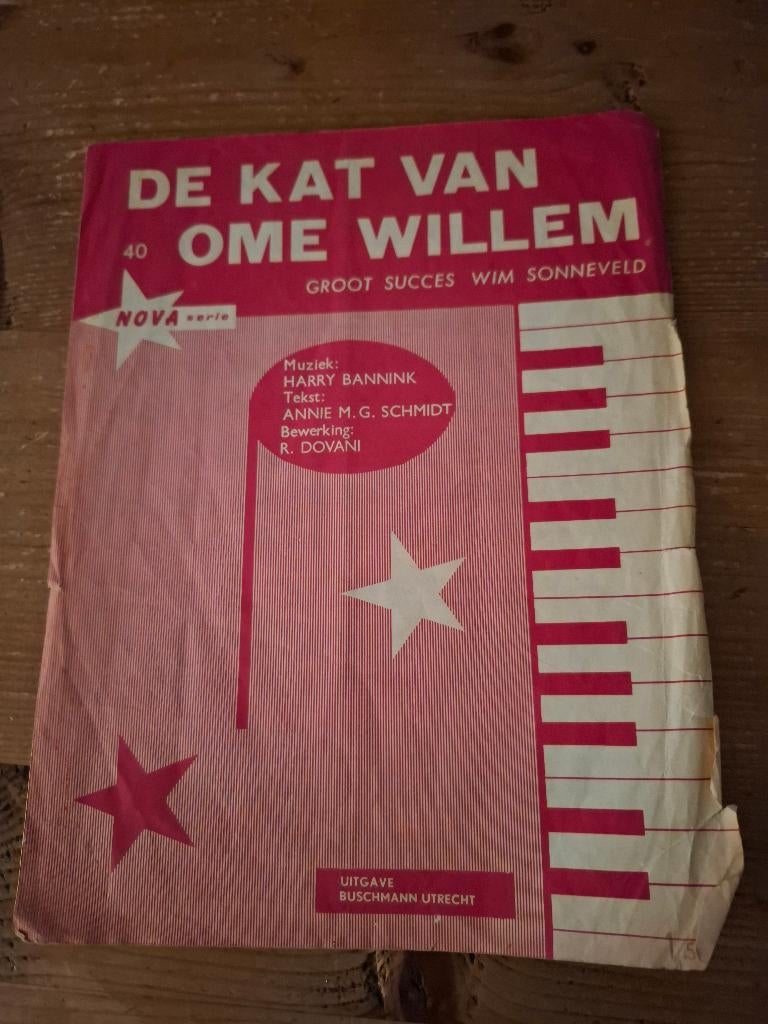 DE KAT VAN
40 OME WILLEM
GROOT SUCCES WIM SONNEVELD
NOVA serie
Muziek:
HARRY BANNINK
Tekst:
ANNIE M.G. SCHMIDT
Bewerking:
R. DOVANI
UITGAVE
BUSCHMANN UTRECHT